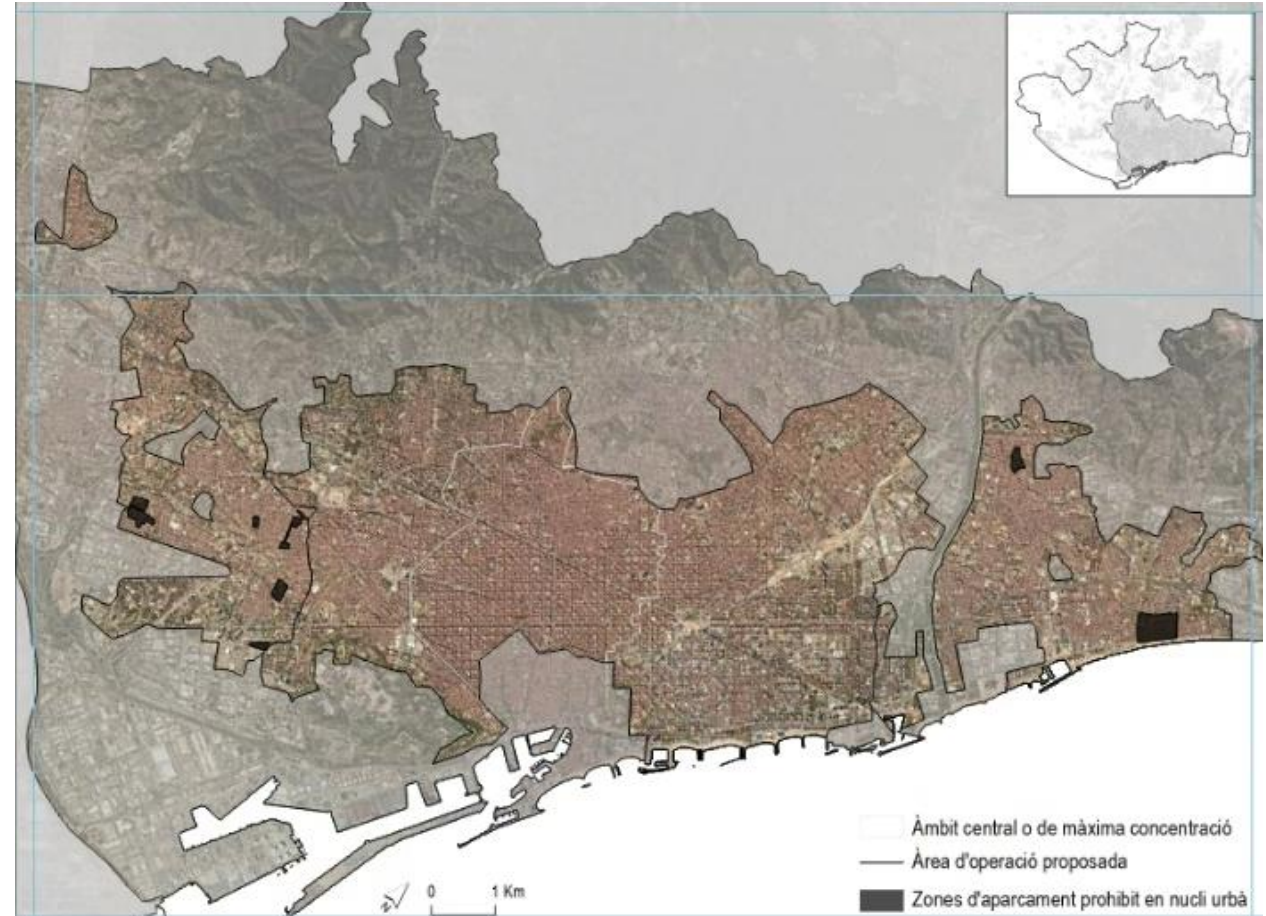 Àmbit central o de màxima concentració
Àrea d'operació proposada
Zones d'aparcament prohibit en nucli urbà
N
0 1 Km